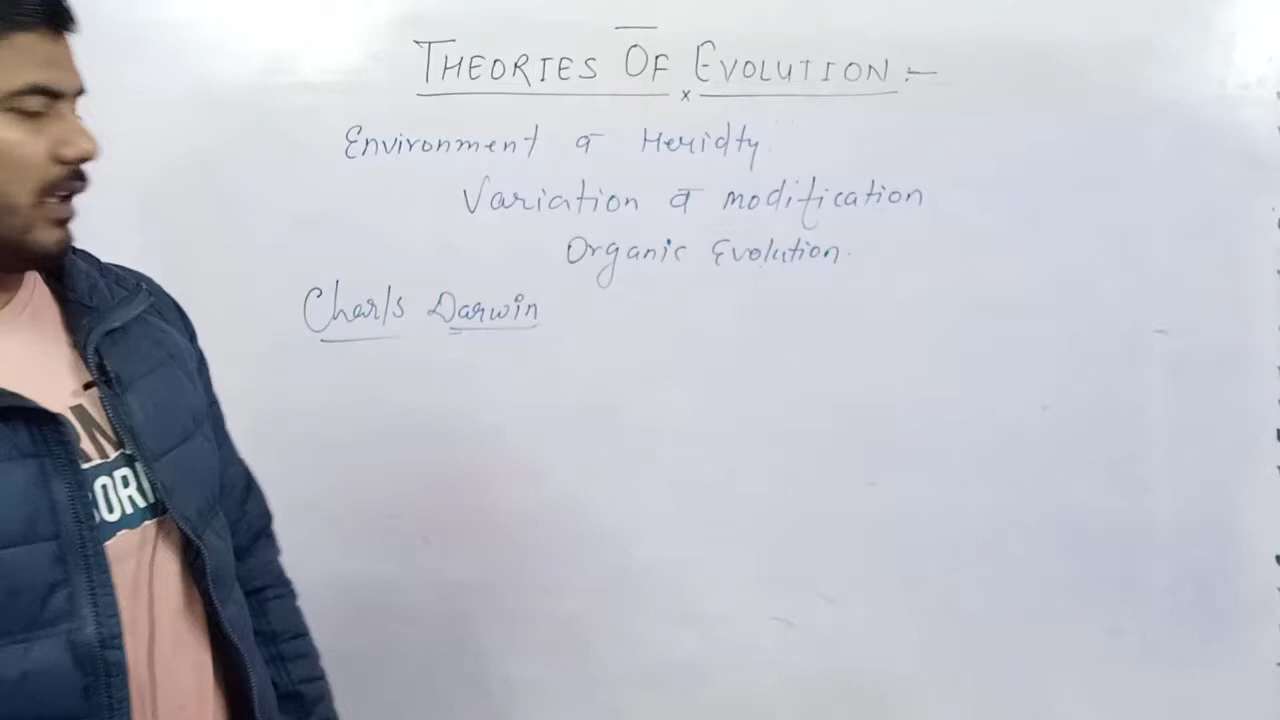 THEORIES OF EVOLUTION :-
x
Environment & Heridty
Variation & modification
Organic Evolution.
Charls Darwin